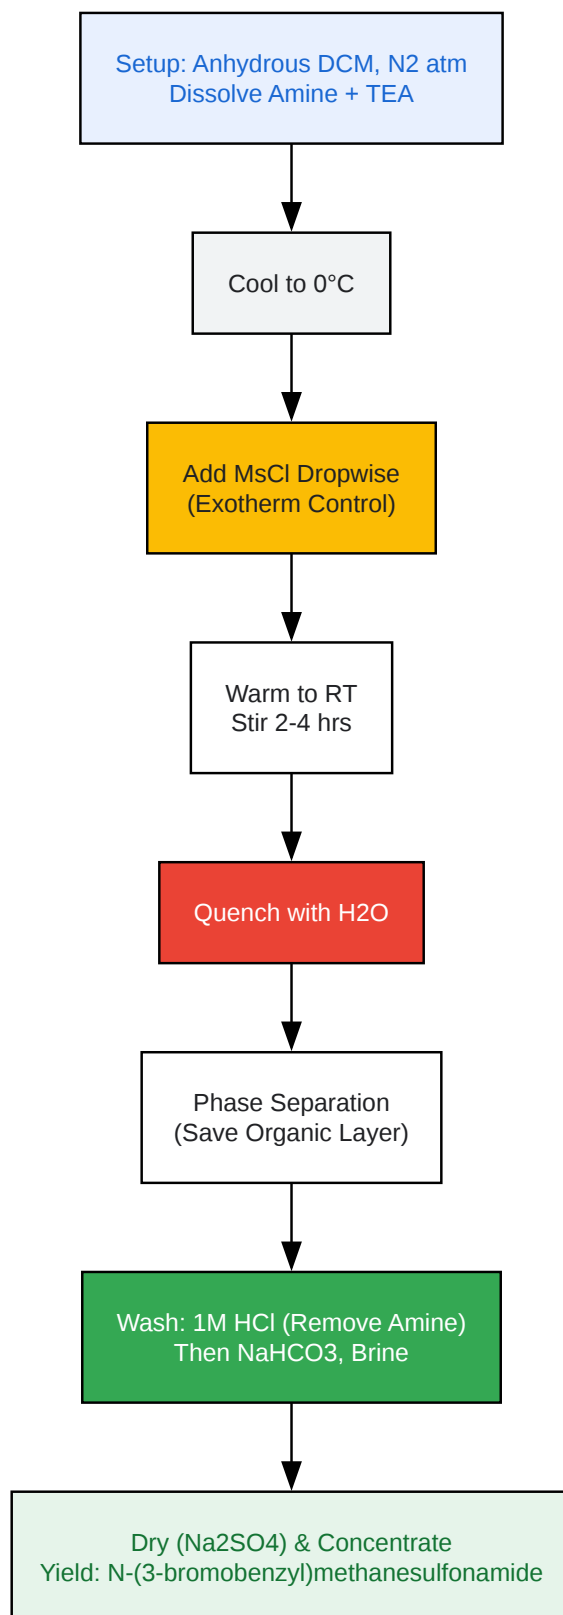 Setup: Anhydrous DCM, N2 atm
Dissolve Amine + TEA
Cool to 0°C
Add MsCl Dropwise
(Exotherm Control)
Warm to RT
Stir 2-4 hrs
Quench with H2O
Phase Separation
(Save Organic Layer)
Wash: 1M HCl (Remove Amine)
Then NaHCO3, Brine
Dry (Na2SO4) & Concentrate
Yield: N-(3-bromobenzyl)methanesulfonamide